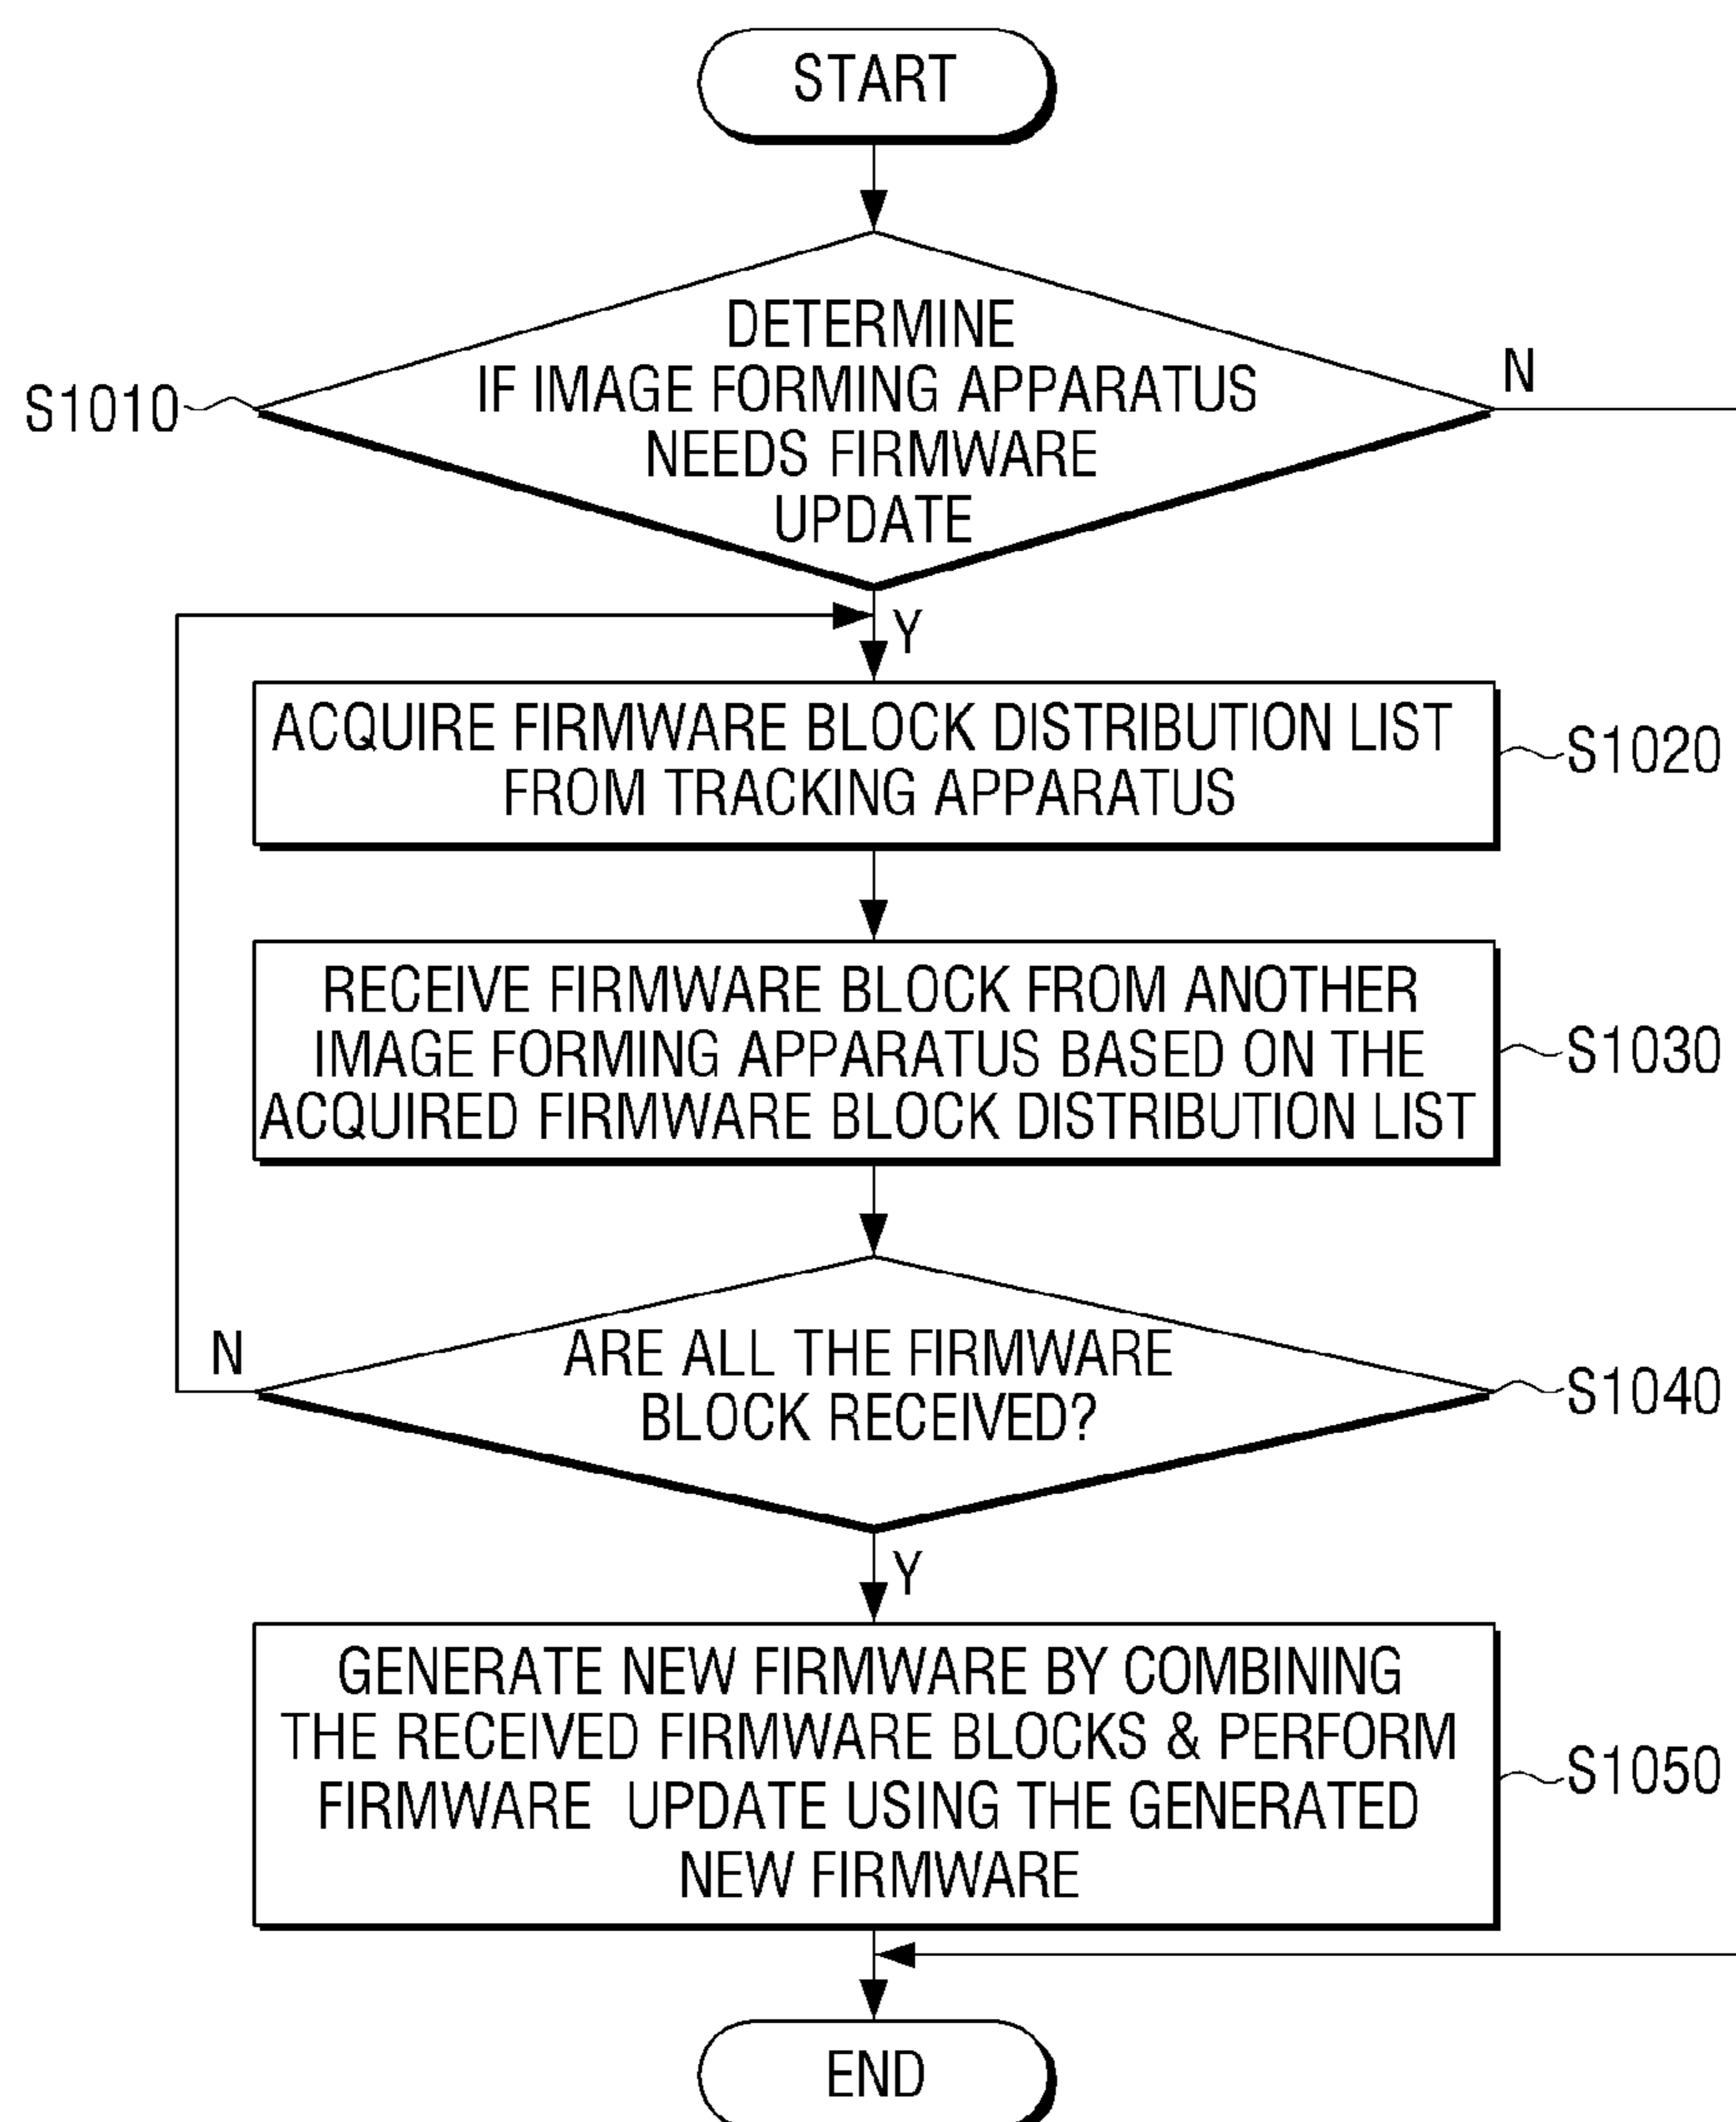 START
DETERMINE
IF IMAGE FORMING APPARATUS
NEEDS FIRMWARE
UPDATE
S1010
N
Y
ACQUIRE FIRMWARE BLOCK DISTRIBUTION LIST
FROM TRACKING APPARATUS
S1020
RECEIVE FIRMWARE BLOCK FROM ANOTHER
IMAGE FORMING APPARATUS BASED ON THE
ACQUIRED FIRMWARE BLOCK DISTRIBUTION LIST
S1030
N
ARE ALL THE FIRMWARE
BLOCK RECEIVED?
S1040
Y
GENERATE NEW FIRMWARE BY COMBINING
THE RECEIVED FIRMWARE BLOCKS & PERFORM
FIRMWARE UPDATE USING THE GENERATED
NEW FIRMWARE
S1050
END